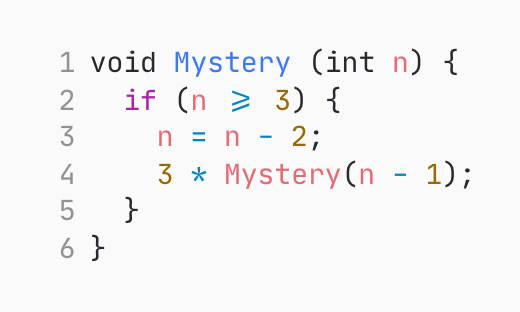 1 void Mystery (int n) {
2   if (n ⩾ 3) {
3     n = n - 2;
4     3 * Mystery(n - 1);
5   }
6 }